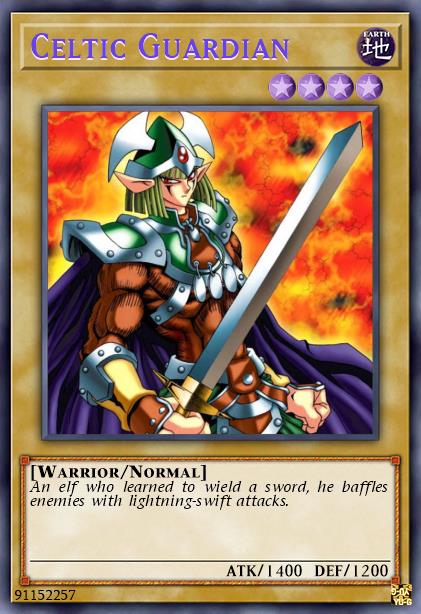 CELTIC GUARDIAN
EARTH
地
[WARRIOR/NORMAL]
An elf who learned to wield a sword, he baffles
enemies with lightning-swift attacks.
ATK/1400 DEF/1200
91152257